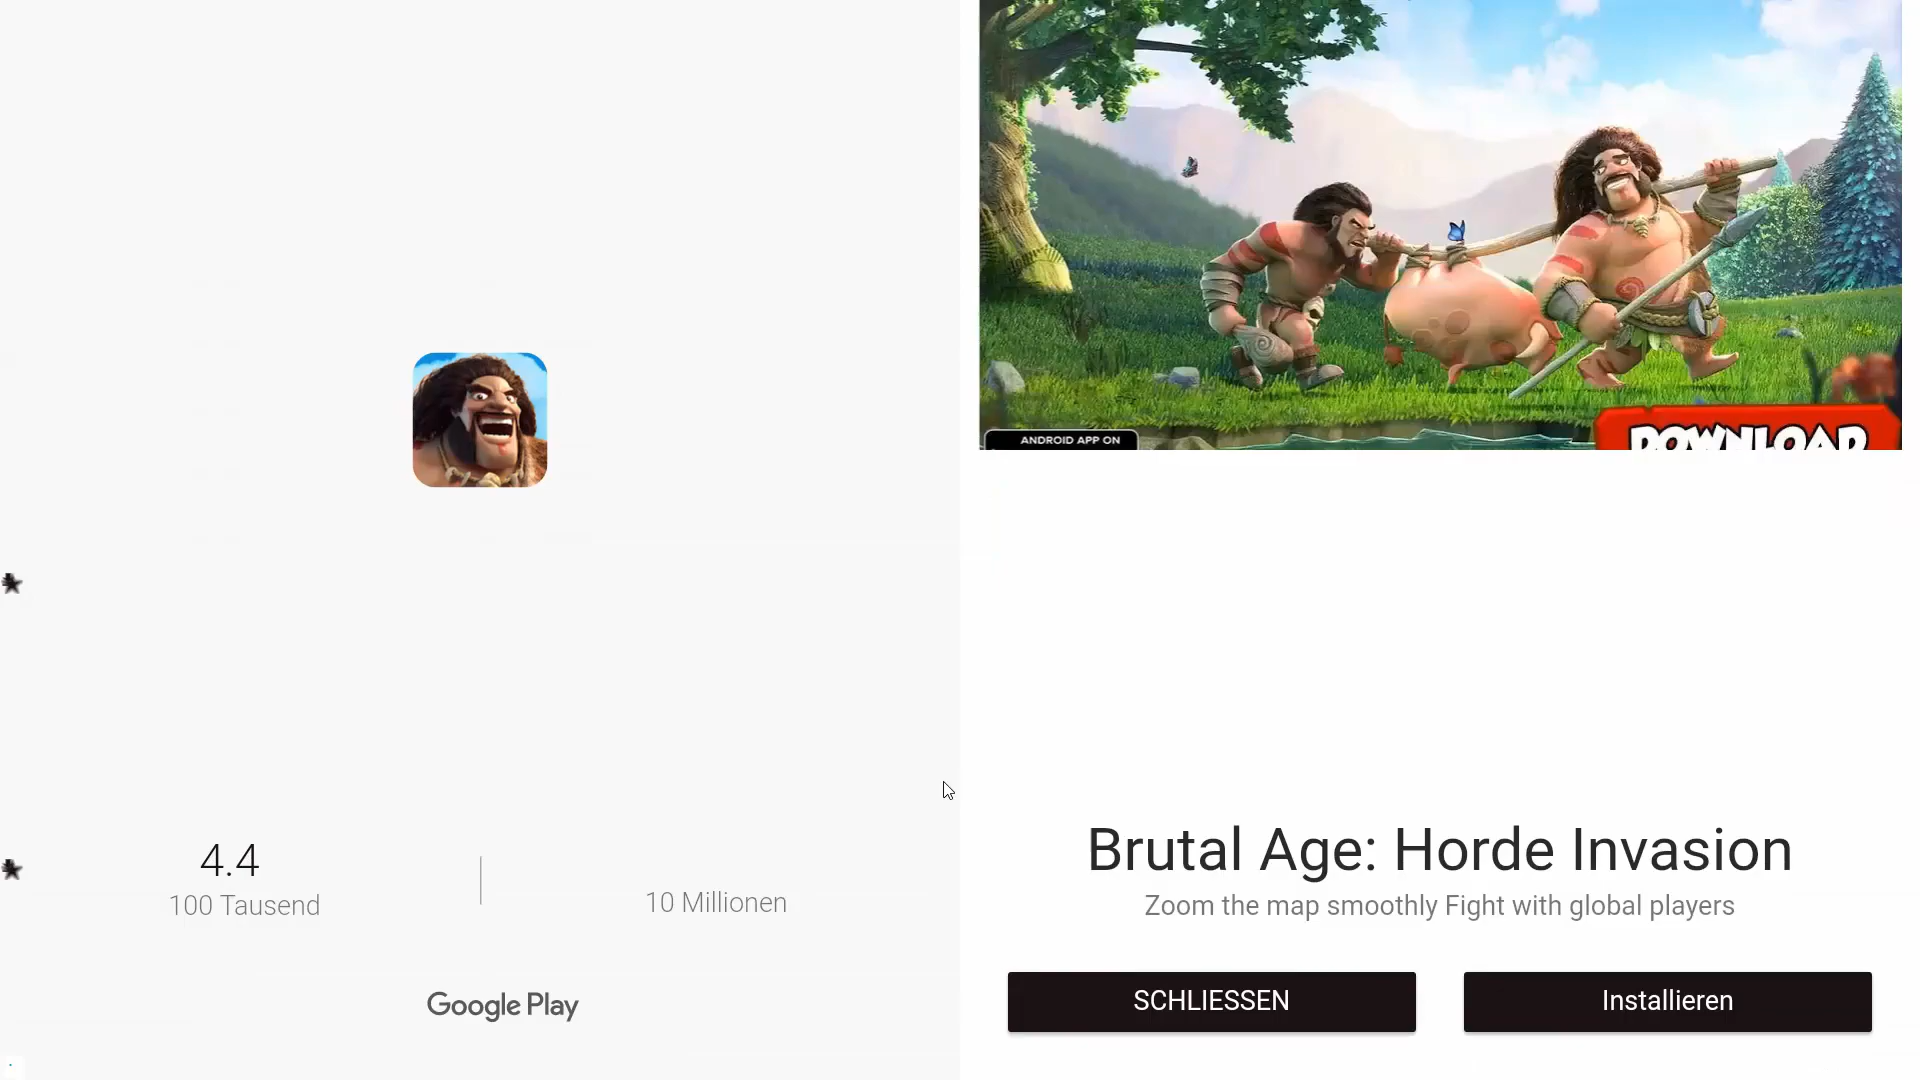 4.4
100 Tausend
10 Millionen
Google Play
ANDROID APP ON
DOWNLOAD
Brutal Age: Horde Invasion
Zoom the map smoothly Fight with global players
SCHLIESSEN
Installieren